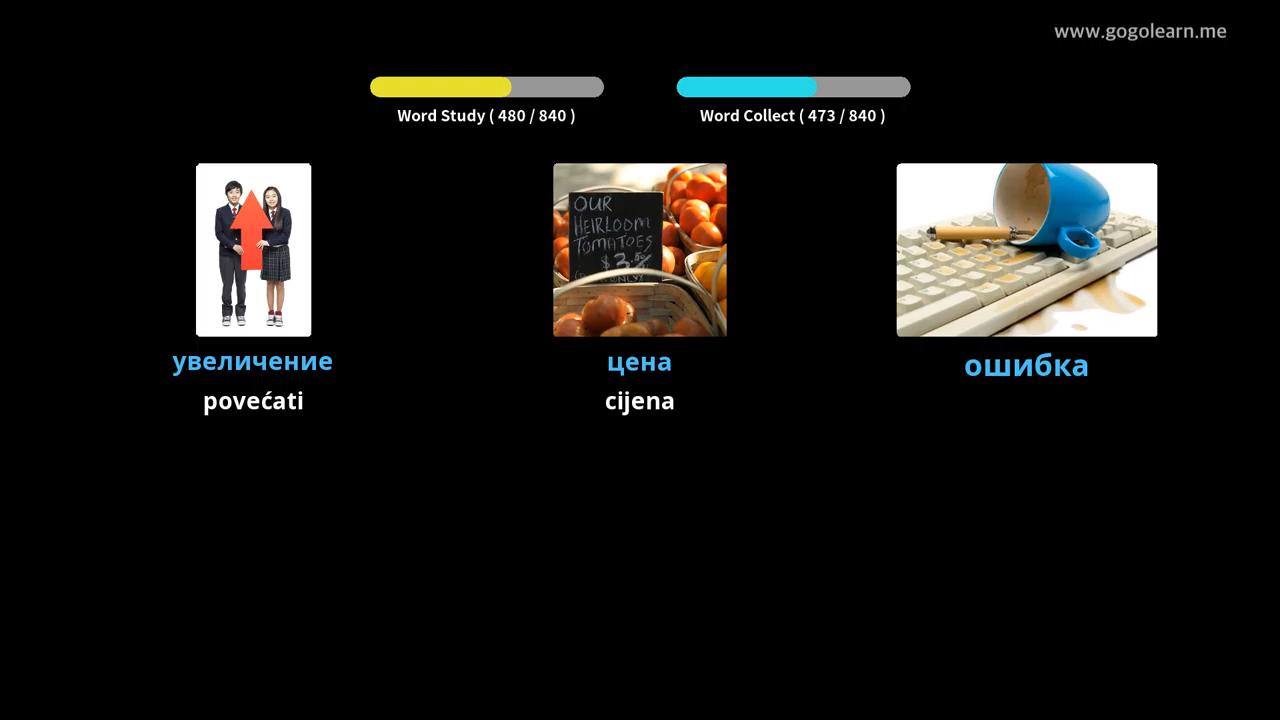 www.gogolearn.me
Word Study ( 480 / 840 )
Word Collect ( 473 / 840 )
OUR
HEIRLOOM
TOMATOES
$3
увеличение
цена
ошибка
povećati
cijena